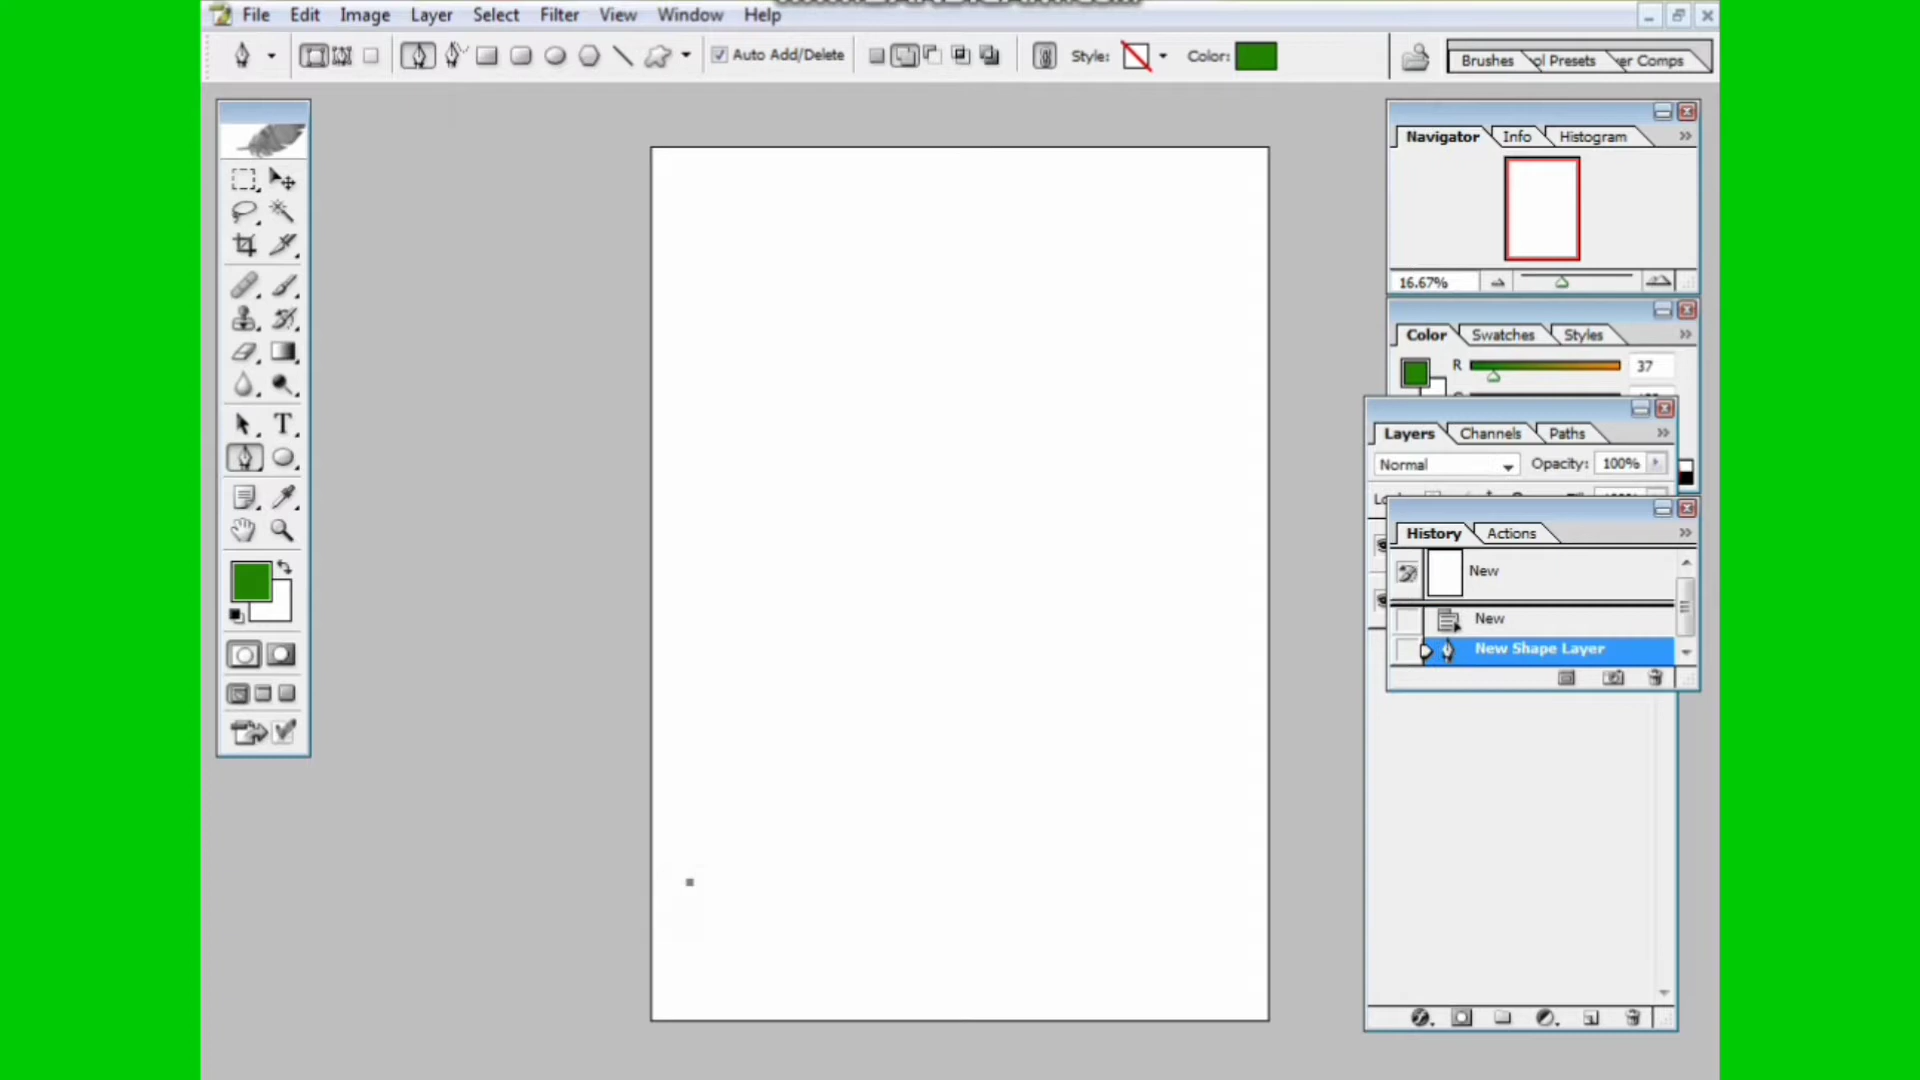 File Edit Image Layer Select Filter View Window Help
Auto Add/Delete Style: Color: Brushes ol Presets er Comps
Navigator Info Histogram
16.67%
Color Swatches Styles
R 37
Layers Channels Paths
Normal Opacity: 100%
History Actions
New
New
New Shape Layer